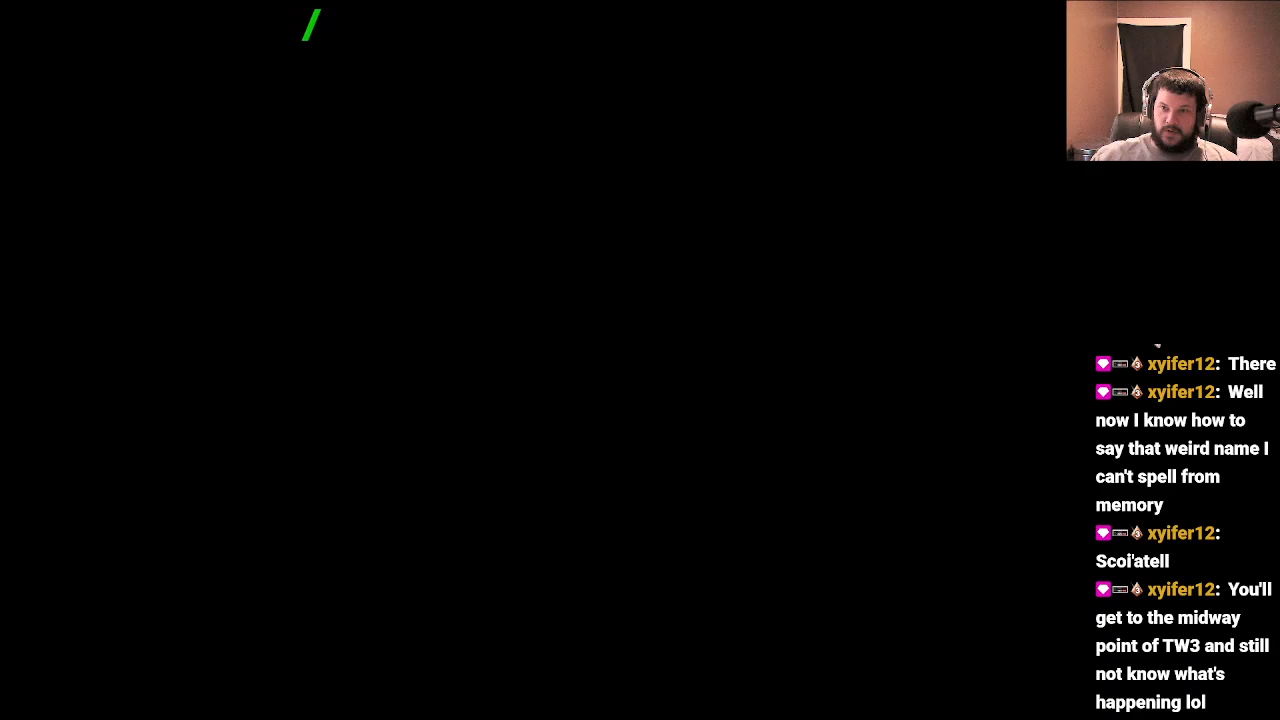 /
xyifer12: There
xyifer12: Well
now I know how to
say that weird name I
can't spell from
memory
xyifer12:
Scoi'atell
xyifer12: You'll
get to the midway
point of TW3 and still
not know what's
happening lol